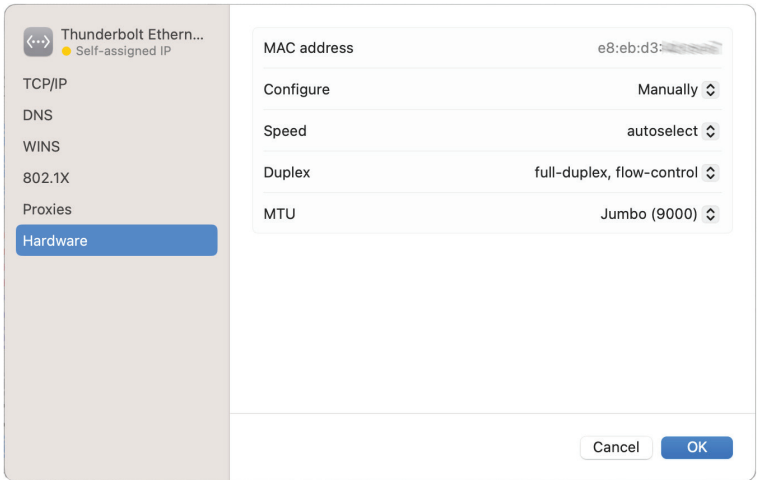 Thunderbolt Ethern...
Self-assigned IP
TCP/IP
DNS
WINS
802.1X
Proxies
Hardware
MAC address e8:eb:d3:
Configure Manually
Speed autoselect
Duplex full-duplex, flow-control
MTU Jumbo (9000)
Cancel OK